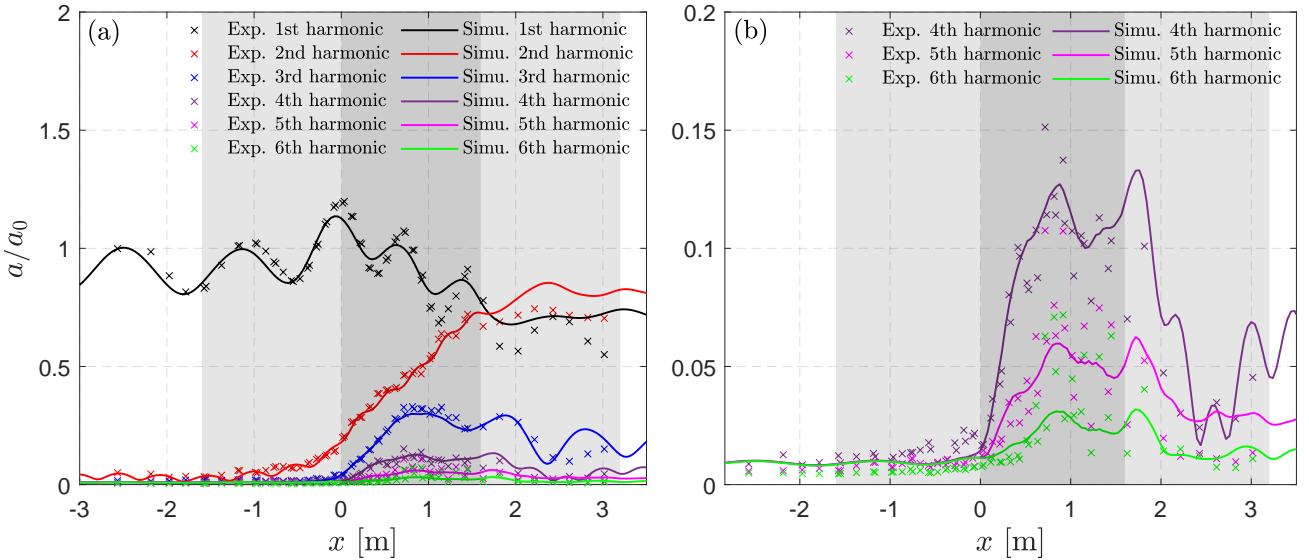 (a)
Exp. 1st harmonic Simu. 1st harmonic
Exp. 2nd harmonic Simu. 2nd harmonic
Exp. 3rd harmonic Simu. 3rd harmonic
Exp. 4th harmonic Simu. 4th harmonic
Exp. 5th harmonic Simu. 5th harmonic
Exp. 6th harmonic Simu. 6th harmonic
2
1.5
1
0.5
0
a/a0
-3 -2 -1 0 1 2 3
x [m]
(b)
Exp. 4th harmonic Simu. 4th harmonic
Exp. 5th harmonic Simu. 5th harmonic
Exp. 6th harmonic Simu. 6th harmonic
0.2
0.15
0.1
0.05
0
-2 -1 0 1 2 3
x [m]